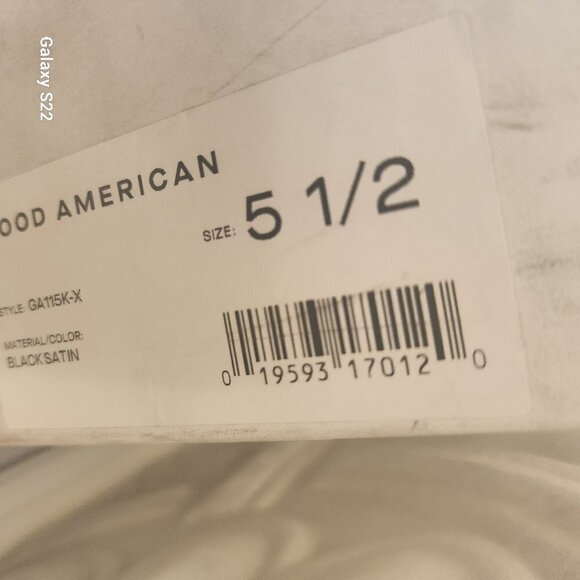 Galaxy S22
OOD AMERICAN
SIZE: 5 1/2
STYLE: GA115K-X
MATERIAL/COLOR:
BLACK SATIN
0 19593 17012 0